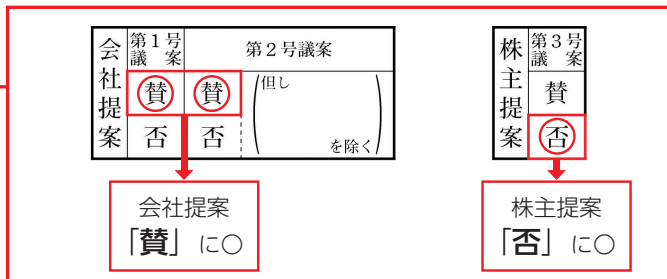 会社提案
第1号議案
第2号議案
賛
賛
(但し
を除く)
否
否
会社提案
「賛」に○
株主提案
第3号議案
賛
否
株主提案
「否」に○